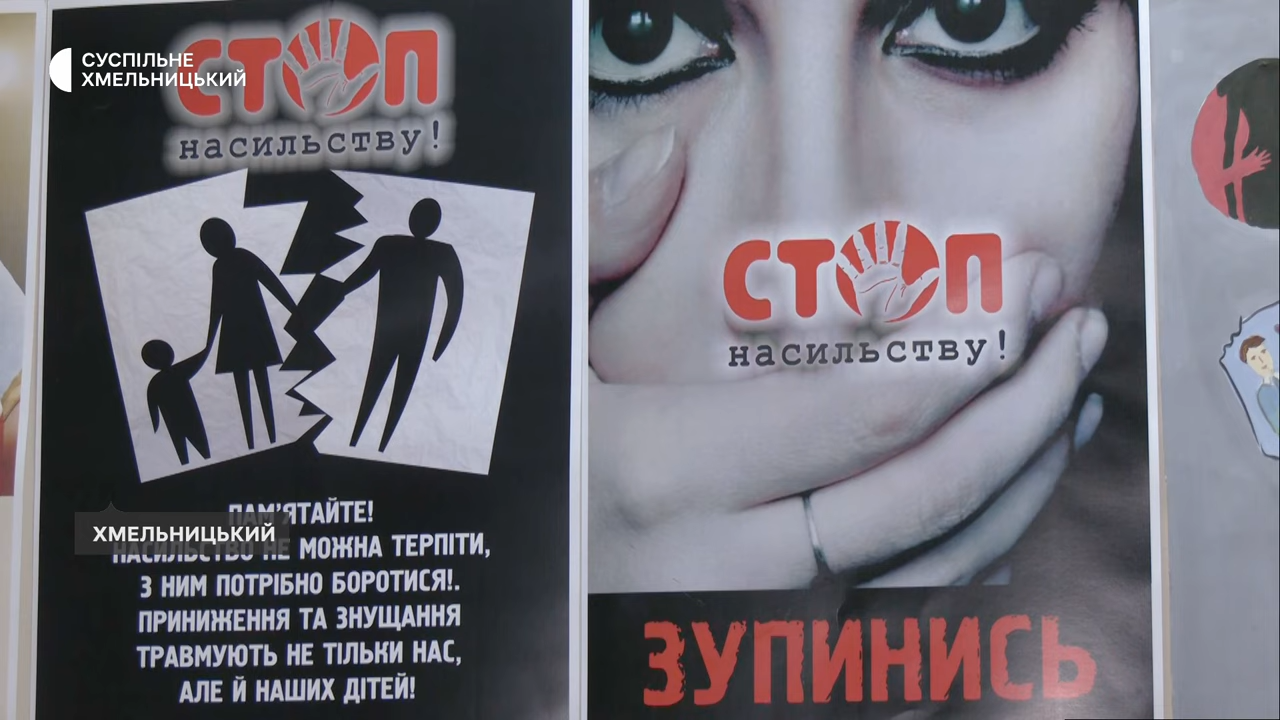 СУСПІЛЬНЕ
ХМЕЛЬНИЦЬКИЙ
СТОП
насильству!
ПАМ'ЯТАЙТЕ!
НАСИЛЬСТВО НЕ МОЖНА ТЕРПІТИ,
З НИМ ПОТРІБНО БОРОТИСЯ!.
ПРИНИЖЕННЯ ТА ЗНУЩАННЯ
ТРАВМУЮТЬ НЕ ТІЛЬКИ НАС,
АЛЕ Й НАШИХ ДІТЕЙ!
ХМЕЛЬНИЦЬКИЙ
СТОП
насильству!
ЗУПИНИСЬ